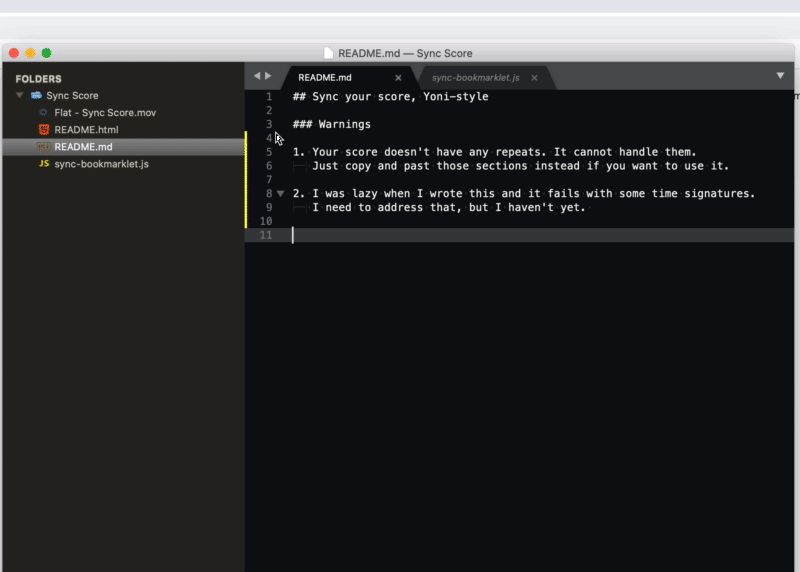 README.md — Sync Score
FOLDERS
Sync Score
Flat - Sync Score.mov
README.html
README.md
JS sync-bookmarklet.js
README.md ×
sync-bookmarklet.js ×
1 ## Sync your score, Yoni-style
2
3 ### Warnings
4
5 1. Your score doesn't have any repeats. It cannot handle them.
6 Just copy and past those sections instead if you want to use it.
7
8 2. I was lazy when I wrote this and it fails with some time signatures.
9 I need to address that, but I haven't yet.
10
11